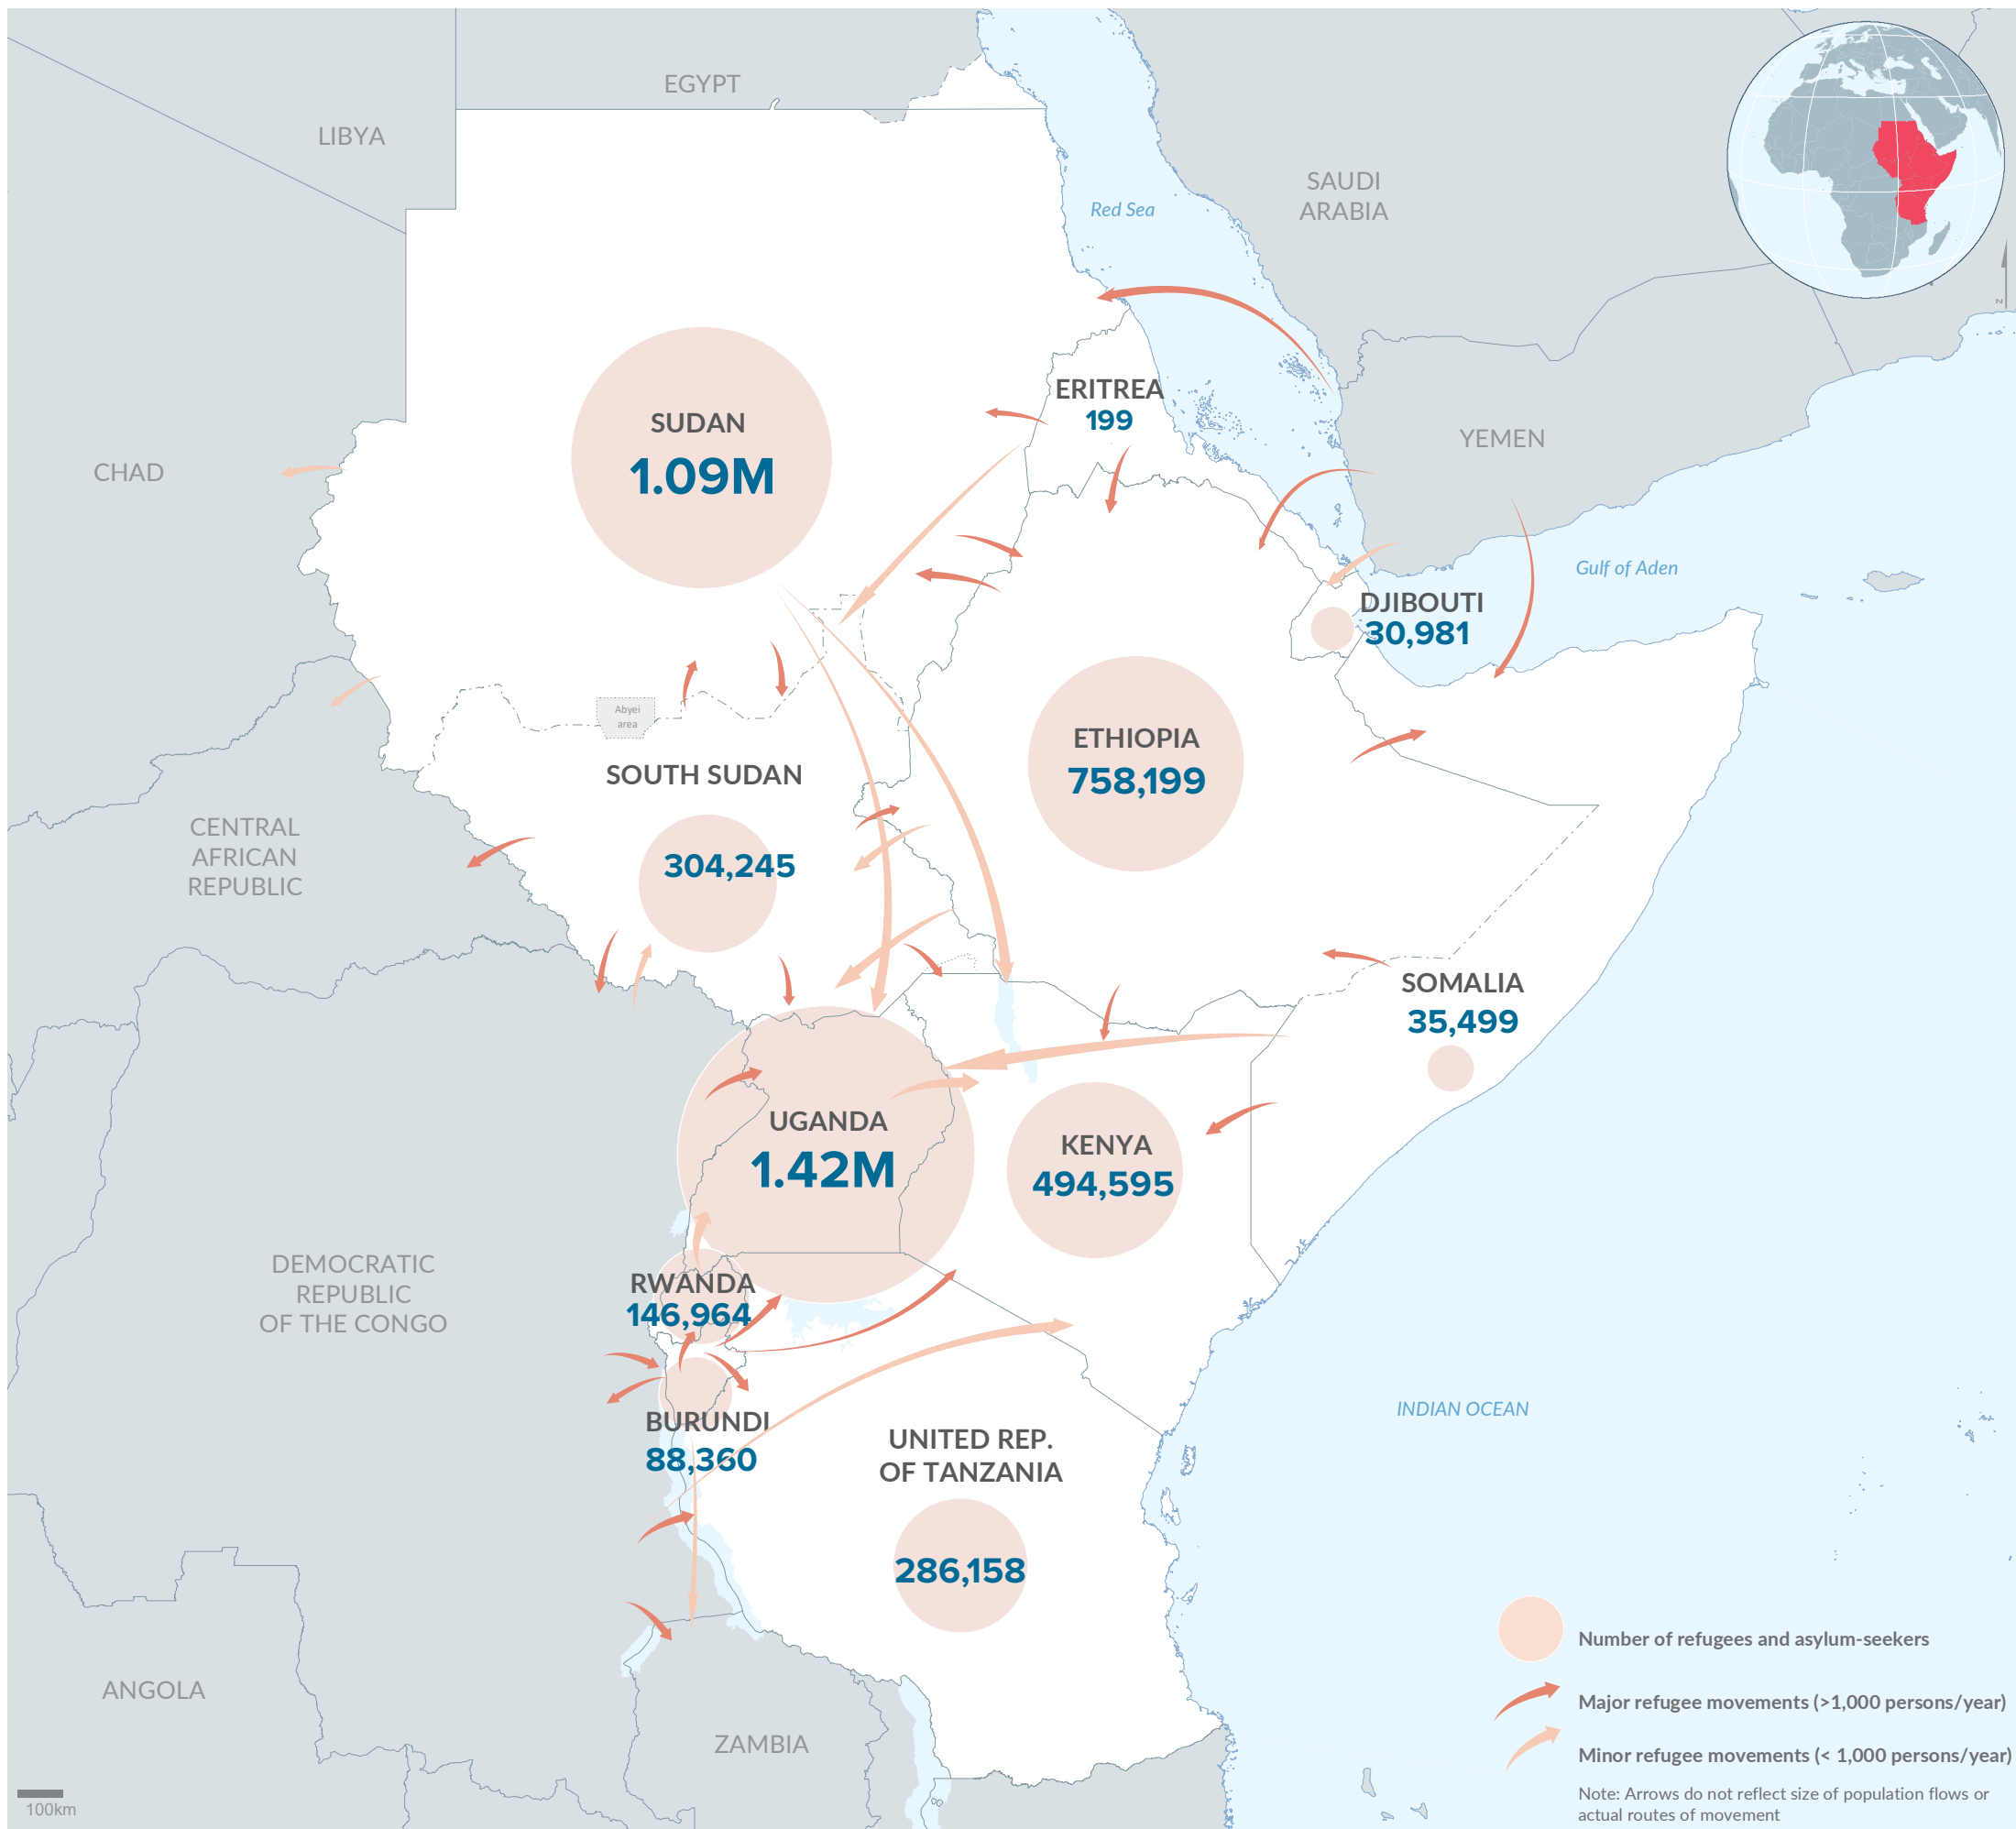 EGYPT
LIBYA
SAUDI
ARABIA
Red Sea
N
ERITREA
199
SUDAN
1.09M
YEMEN
CHAD
Gulf of Aden
DJIBOUTI
30,981
Abyei
area
ETHIOPIA
758,199
SOUTH SUDAN
304,245
CENTRAL
AFRICAN
REPUBLIC
SOMALIA
35,499
UGANDA
1.42M
KENYA
494,595
DEMOCRATIC
REPUBLIC
OF THE CONGO
RWANDA
146,964
BURUNDI
88,360
INDIAN OCEAN
UNITED REP.
OF TANZANIA
286,158
ANGOLA
ZAMBIA
Number of refugees and asylum-seekers
Major refugee movements (>1,000 persons/year)
Minor refugee movements (< 1,000 persons/year)
Note: Arrows do not reflect size of population flows or
actual routes of movement
100km